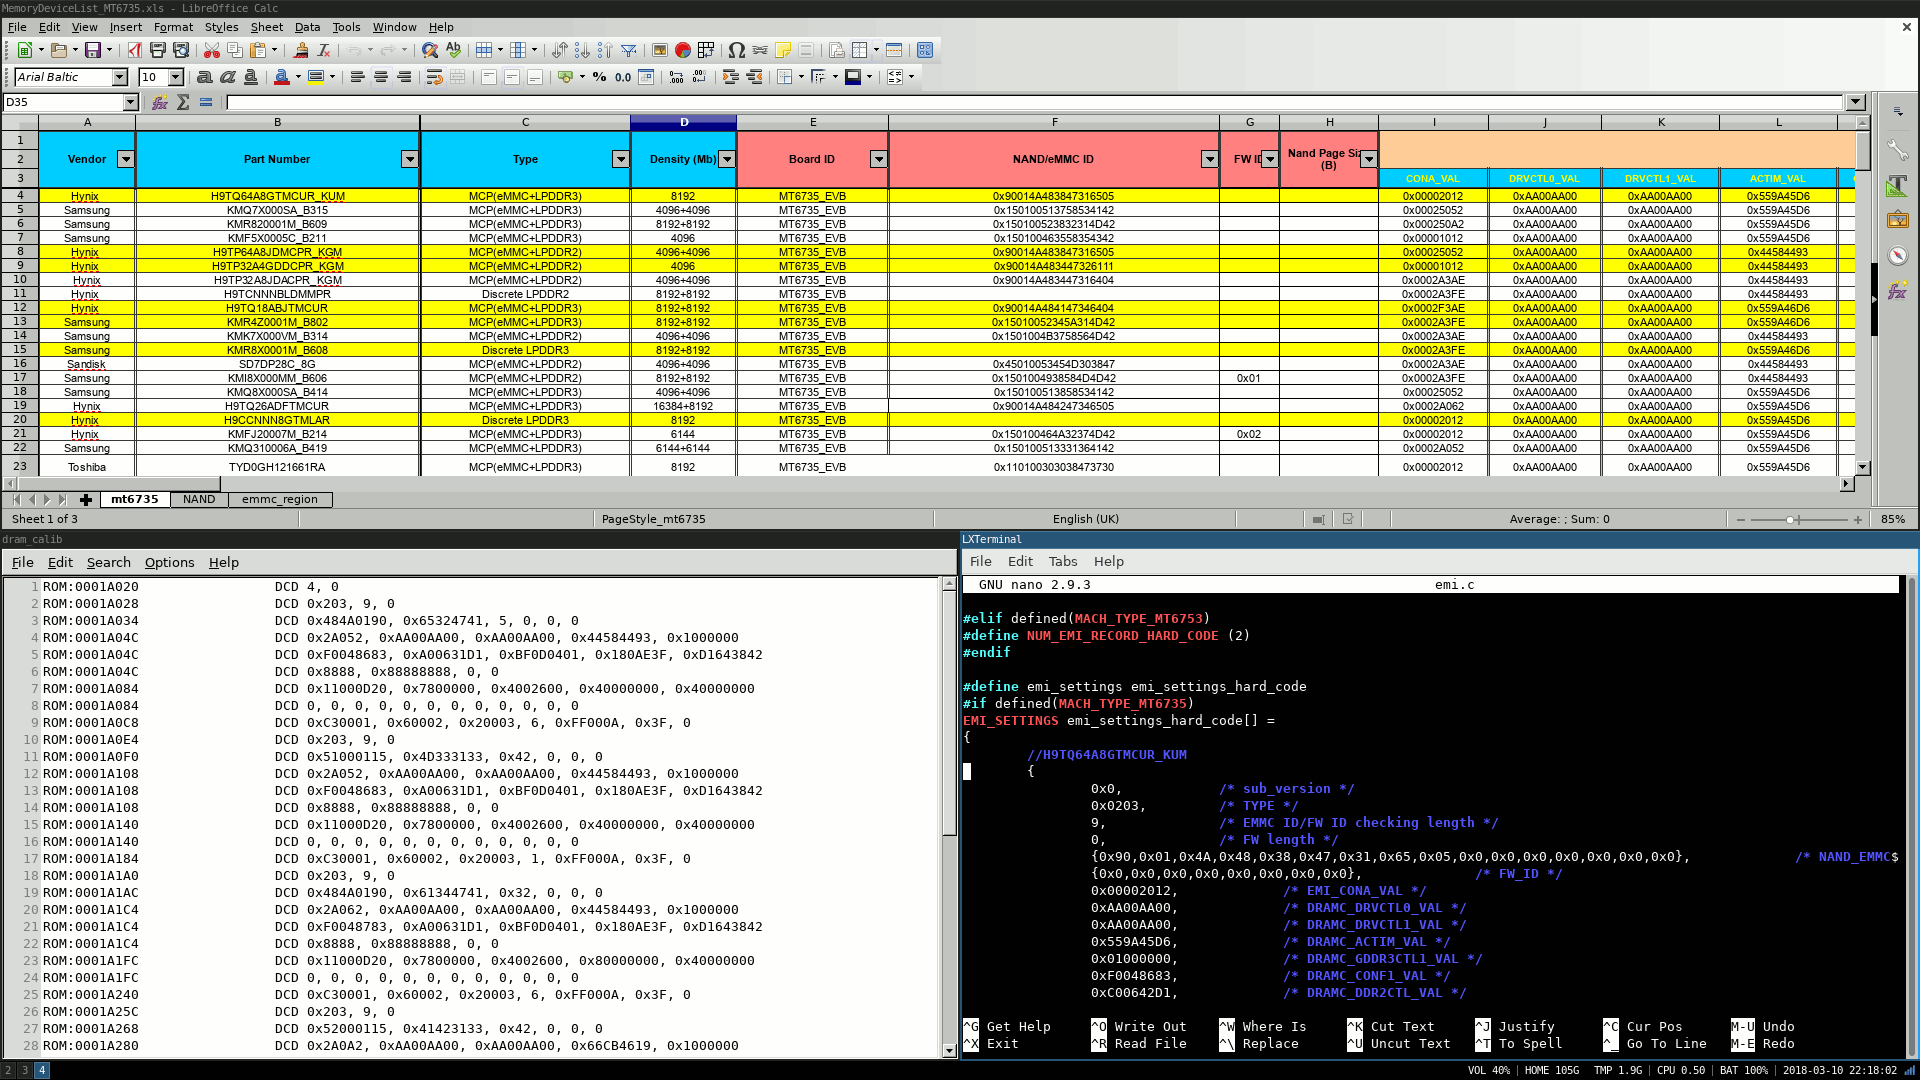 MemoryDeviceList_MT6735.xls - LibreOffice Calc
File Edit View Insert Format Styles Sheet Data Tools Window Help
Arial Baltic 10
D35
A B C D E F G H I J K L
1
2 Vendor Part Number Type Density (Mb) Board ID NAND/eMMC ID FW ID Nand Page Siz (B)
3 CONA_VAL DRVCTL0_VAL DRVCTL1_VAL ACTIM_VAL
4 Hynix H9TQ64A8GTMCUR_KUM MCP(eMMC+LPDDR3) 8192 MT6735_EVB 0x90014A483847316505 0x00002012 0xAA00AA00 0xAA00AA00 0x559A45D6
5 Samsung KMQ7X000SA_B315 MCP(eMMC+LPDDR3) 4096+4096 MT6735_EVB 0x150100513758534142 0x00025052 0xAA00AA00 0xAA00AA00 0x559A45D6
6 Samsung KMR820001M_B609 MCP(eMMC+LPDDR3) 8192+8192 MT6735_EVB 0x150100523832314D42 0x000250A2 0xAA00AA00 0xAA00AA00 0x559A45D6
7 Samsung KMF5X0005C_B211 MCP(eMMC+LPDDR3) 4096 MT6735_EVB 0x150100463558354342 0x00001012 0xAA00AA00 0xAA00AA00 0x559A45D6
8 Hynix H9TP64A8JDMCPR_KGM MCP(eMMC+LPDDR2) 4096+4096 MT6735_EVB 0x90014A483447316505 0x00025052 0xAA00AA00 0xAA00AA00 0x44584493
9 Hynix H9TP32A4GDDCPR_KGM MCP(eMMC+LPDDR2) 4096 MT6735_EVB 0x90014A483447326111 0x00001012 0xAA00AA00 0xAA00AA00 0x44584493
10 Hynix H9TP32A8JDACPR_KGM MCP(eMMC+LPDDR2) 4096+4096 MT6735_EVB 0x90014A483447316404 0x0002A3AE 0xAA00AA00 0xAA00AA00 0x44584493
11 Hynix H9TCNNNBLDMMPR Discrete LPDDR2 8192+8192 MT6735_EVB 0x0002A3FE 0xAA00AA00 0xAA00AA00 0x44584493
12 Hynix H9TQ18ABJTMCUR MCP(eMMC+LPDDR3) 8192+8192 MT6735_EVB 0x90014A484147346404 0x0002F3AE 0xAA00AA00 0xAA00AA00 0x559A46D6
13 Samsung KMR4Z0001M_B802 MCP(eMMC+LPDDR3) 8192+8192 MT6735_EVB 0x15010052345A314D42 0x0002A3FE 0xAA00AA00 0xAA00AA00 0x559A46D6
14 Samsung KMK7X000VM_B314 MCP(eMMC+LPDDR2) 4096+4096 MT6735_EVB 0x1501004B3758564D42 0x0002A3AE 0xAA00AA00 0xAA00AA00 0x44584493
15 Samsung KMR8X0001M_B608 Discrete LPDDR3 8192+8192 MT6735_EVB 0x0002A3FE 0xAA00AA00 0xAA00AA00 0x559A46D6
16 Sandisk SD7DP28C_8G MCP(eMMC+LPDDR2) 4096+4096 MT6735_EVB 0x45010053454D303847 0x0002A3AE 0xAA00AA00 0xAA00AA00 0x44584493
17 Samsung KMI8X000MM_B606 MCP(eMMC+LPDDR2) 8192+8192 MT6735_EVB 0x1501004938584D4D42 0x01 0x0002A3FE 0xAA00AA00 0xAA00AA00 0x44584493
18 Samsung KMQ8X000SA_B414 MCP(eMMC+LPDDR3) 4096+4096 MT6735_EVB 0x150100513858534142 0x00025052 0xAA00AA00 0xAA00AA00 0x559A45D6
19 Hynix H9TQ26ADFTMCUR MCP(eMMC+LPDDR3) 16384+8192 MT6735_EVB 0x90014A484247346505 0x0002A062 0xAA00AA00 0xAA00AA00 0x559A45D6
20 Hynix H9CCNNN8GTMLAR Discrete LPDDR3 8192 MT6735_EVB 0x00002012 0xAA00AA00 0xAA00AA00 0x559A45D6
21 Hynix KMFJ20007M_B214 MCP(eMMC+LPDDR3) 6144 MT6735_EVB 0x150100464A32374D42 0x02 0x00002012 0xAA00AA00 0xAA00AA00 0x559A45D6
22 Samsung KMQ310006A_B419 MCP(eMMC+LPDDR3) 6144+6144 MT6735_EVB 0x150100513331364142 0x0002A052 0xAA00AA00 0xAA00AA00 0x559A45D6
23 Toshiba TYD0GH121661RA MCP(eMMC+LPDDR3) 8192 MT6735_EVB 0x110100303038473730 0x00002012 0xAA00AA00 0xAA00AA00 0x559A45D6
mt6735 NAND emmc_region
Sheet 1 of 3 PageStyle_mt6735 English (UK) Average: ; Sum: 0 85%
dram_calib
File Edit Search Options Help
1 ROM:0001A020 DCD 4, 0
2 ROM:0001A028 DCD 0x203, 9, 0
3 ROM:0001A034 DCD 0x484A0190, 0x65324741, 5, 0, 0, 0
4 ROM:0001A04C DCD 0x2A052, 0xAA00AA00, 0xAA00AA00, 0x44584493, 0x1000000
5 ROM:0001A04C DCD 0xF0048683, 0xA00631D1, 0xBF0D0401, 0x180AE3F, 0xD1643842
6 ROM:0001A04C DCD 0x8888, 0x88888888, 0, 0
7 ROM:0001A084 DCD 0x11000D20, 0x7800000, 0x4002600, 0x40000000, 0x40000000
8 ROM:0001A084 DCD 0, 0, 0, 0, 0, 0, 0, 0, 0, 0
9 ROM:0001A0C8 DCD 0xC30001, 0x60002, 0x20003, 6, 0xFF000A, 0x3F, 0
10 ROM:0001A0E4 DCD 0x203, 9, 0
11 ROM:0001A0F0 DCD 0x51000115, 0x4D333133, 0x42, 0, 0, 0
12 ROM:0001A108 DCD 0x2A052, 0xAA00AA00, 0xAA00AA00, 0x44584493, 0x1000000
13 ROM:0001A108 DCD 0xF0048683, 0xA00631D1, 0xBF0D0401, 0x180AE3F, 0xD1643842
14 ROM:0001A108 DCD 0x8888, 0x88888888, 0, 0
15 ROM:0001A140 DCD 0x11000D20, 0x7800000, 0x4002600, 0x40000000, 0x40000000
16 ROM:0001A140 DCD 0, 0, 0, 0, 0, 0, 0, 0, 0, 0
17 ROM:0001A184 DCD 0xC30001, 0x60002, 0x20003, 1, 0xFF000A, 0x3F, 0
18 ROM:0001A1A0 DCD 0x203, 9, 0
19 ROM:0001A1AC DCD 0x484A0190, 0x61344741, 0x32, 0, 0, 0
20 ROM:0001A1C4 DCD 0x2A062, 0xAA00AA00, 0xAA00AA00, 0x44584493, 0x1000000
21 ROM:0001A1C4 DCD 0xF0048783, 0xA00631D1, 0xBF0D0401, 0x180AE3F, 0xD1643842
22 ROM:0001A1C4 DCD 0x8888, 0x88888888, 0, 0
23 ROM:0001A1FC DCD 0x11000D20, 0x7800000, 0x4002600, 0x80000000, 0x40000000
24 ROM:0001A1FC DCD 0, 0, 0, 0, 0, 0, 0, 0, 0, 0
25 ROM:0001A240 DCD 0xC30001, 0x60002, 0x20003, 6, 0xFF000A, 0x3F, 0
26 ROM:0001A25C DCD 0x203, 9, 0
27 ROM:0001A268 DCD 0x52000115, 0x41423133, 0x42, 0, 0, 0
28 ROM:0001A280 DCD 0x2A0A2, 0xAA00AA00, 0xAA00AA00, 0x66CB4619, 0x1000000
LXTerminal
File Edit Tabs Help
GNU nano 2.9.3 emi.c
#elif defined(MACH_TYPE_MT6753)
#define NUM_EMI_RECORD_HARD_CODE (2)
#endif
#define emi_settings emi_settings_hard_code
#if defined(MACH_TYPE_MT6735)
EMI_SETTINGS emi_settings_hard_code[] =
{
//H9TQ64A8GTMCUR_KUM
{
0x0, /* sub_version */
0x0203, /* TYPE */
9, /* EMMC ID/FW ID checking length */
0, /* FW length */
{0x90,0x01,0x4A,0x48,0x38,0x47,0x31,0x65,0x05,0x0,0x0,0x0,0x0,0x0,0x0,0x0}, /* NAND_EMMC$
{0x0,0x0,0x0,0x0,0x0,0x0,0x0,0x0}, /* FW_ID */
0x00002012, /* EMI_CONA_VAL */
0xAA00AA00, /* DRAMC_DRVCTL0_VAL */
0xAA00AA00, /* DRAMC_DRVCTL1_VAL */
0x559A45D6, /* DRAMC_ACTIM_VAL */
0x01000000, /* DRAMC_GDDR3CTL1_VAL */
0xF0048683, /* DRAMC_CONF1_VAL */
0xC00642D1, /* DRAMC_DDR2CTL_VAL */
^G Get Help ^O Write Out ^W Where Is ^K Cut Text ^J Justify ^C Cur Pos M-U Undo
^X Exit ^R Read File ^\ Replace ^U Uncut Text ^T To Spell ^_ Go To Line M-E Redo
2 3 4 VOL 40% | HOME 105G TMP 1.9G | CPU 0.50 | BAT 100% | 2018-03-10 22:18:02